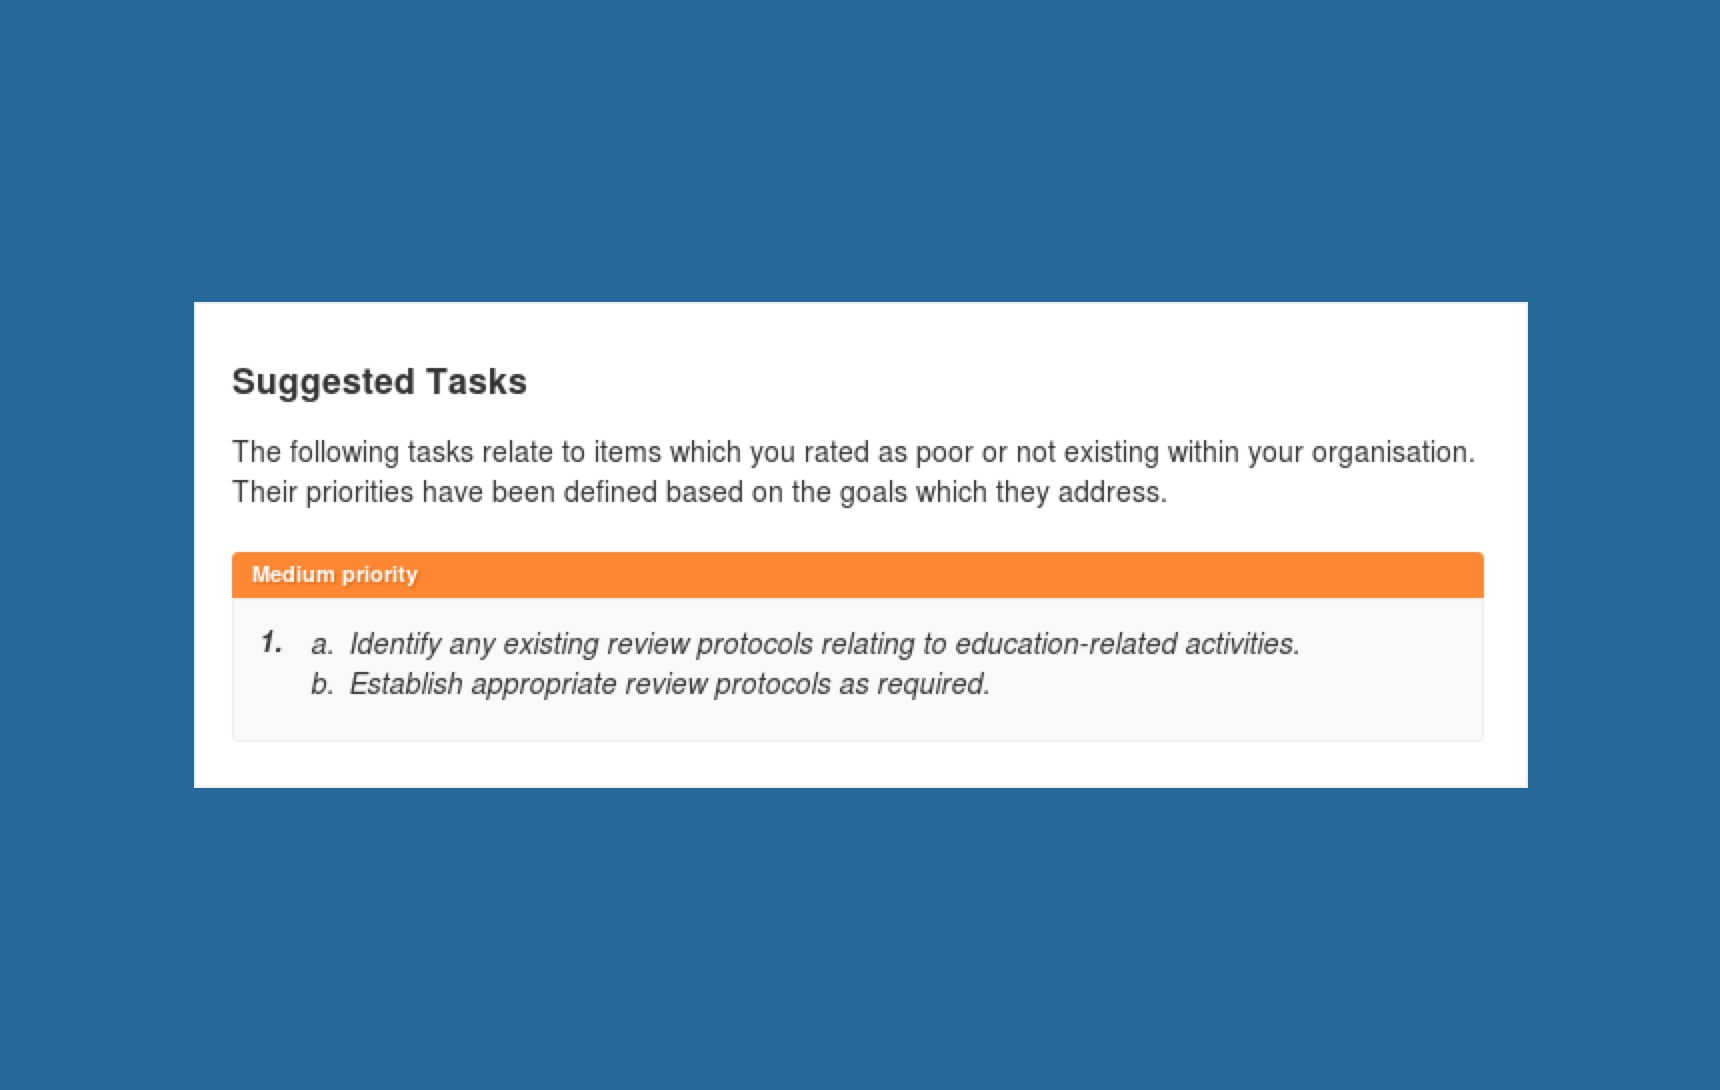 Suggested Tasks
The following tasks relate to items which you rated as poor or not existing within your organisation.
Their priorities have been defined based on the goals which they address.
Medium priority
1. a. Identify any existing review protocols relating to education-related activities.
b. Establish appropriate review protocols as required.